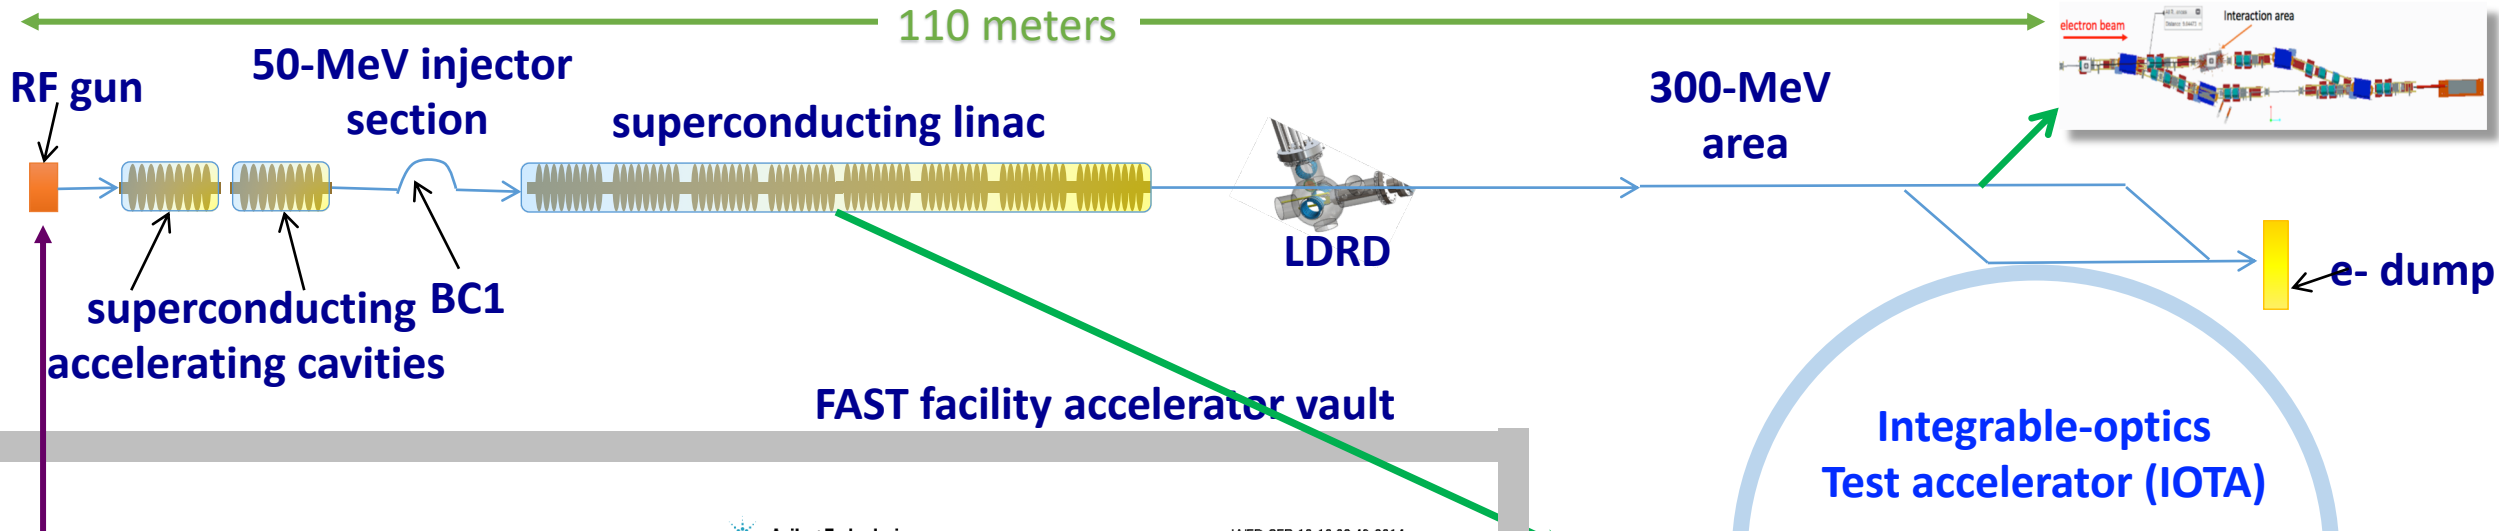 110 meters
electron beam
Interaction area
RF gun
50-MeV injector
section
superconducting linac
300-MeV
area
LDRD
BC1
superconducting
accelerating cavities
e- dump
FAST facility accelerator vault
Integrable-optics
Test accelerator (IOTA)